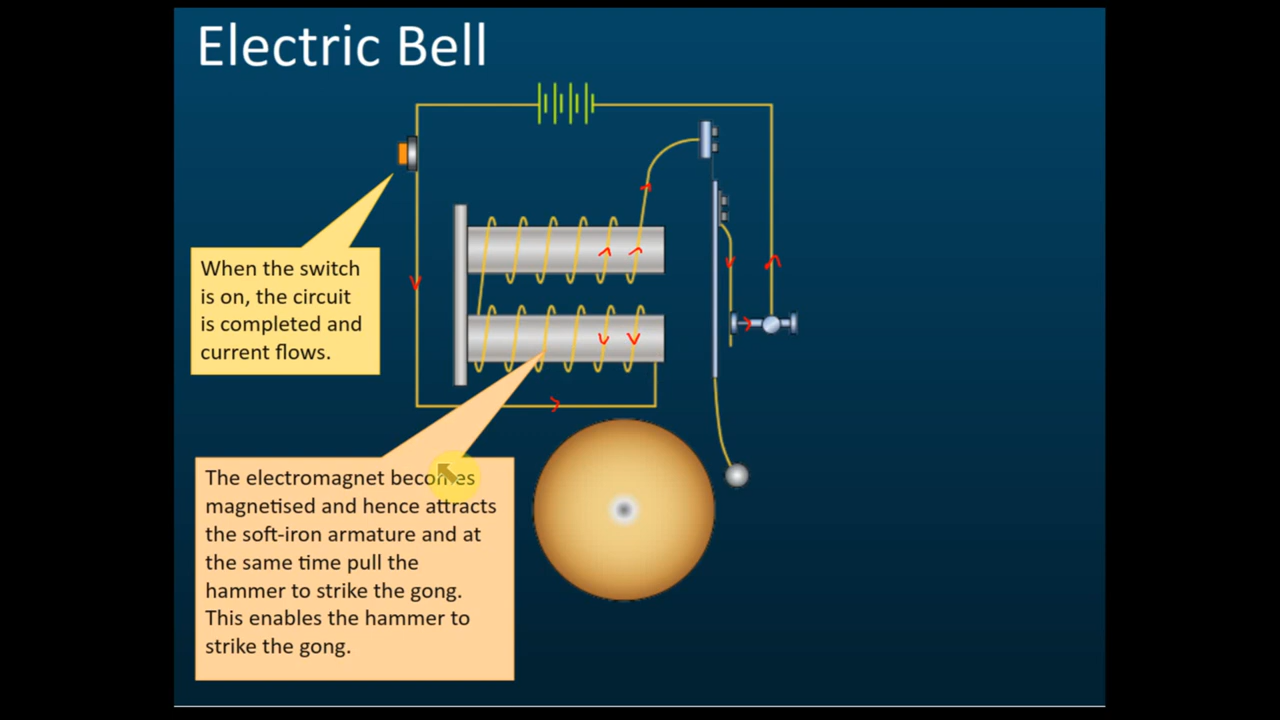 Electric Bell
When the switch
is on, the circuit
is completed and
current flows.
The electromagnet becomes
magnetised and hence attracts
the soft-iron armature and at
the same time pull the
hammer to strike the gong.
This enables the hammer to
strike the gong.